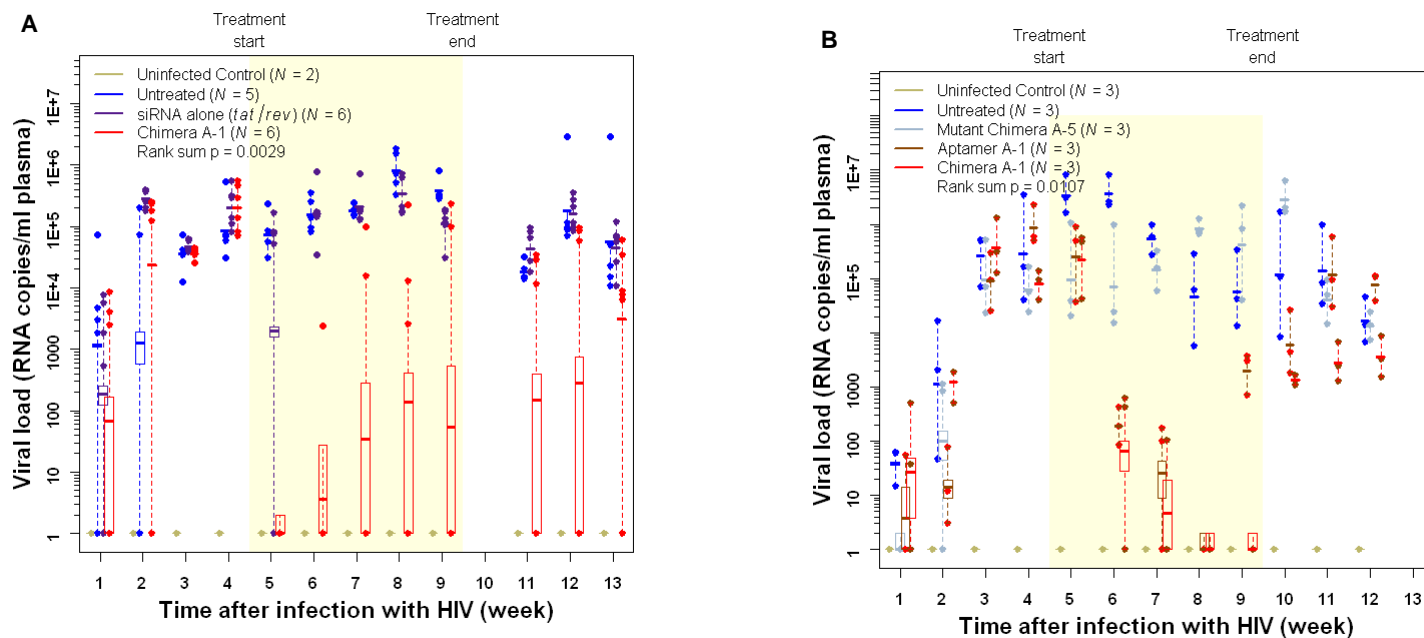 A
Treatment
start
Treatment
end
Uninfected Control (N = 2)
Untreated (N = 5)
siRNA alone (tat/rev) (N = 6)
Chimera A-1 (N = 6)
Rank sum p = 0.0029
Viral load (RNA copies/ml plasma)
1E+7
1E+6
1E+5
1E+4
1000
100
10
1
1 2 3 4 5 6 7 8 9 10 11 12 13
Time after infection with HIV (week)
B
Treatment
start
Treatment
end
Uninfected Control (N = 3)
Untreated (N = 3)
Mutant Chimera A-5 (N = 3)
Aptamer A-1 (N = 3)
Chimera A-1 (N = 3)
Rank sum p = 0.0107
Viral load (RNA copies/ml plasma)
1E+7
1E+6
1E+5
1E+4
1000
100
10
1
1 2 3 4 5 6 7 8 9 10 11 12 13
Time after infection with HIV (week)